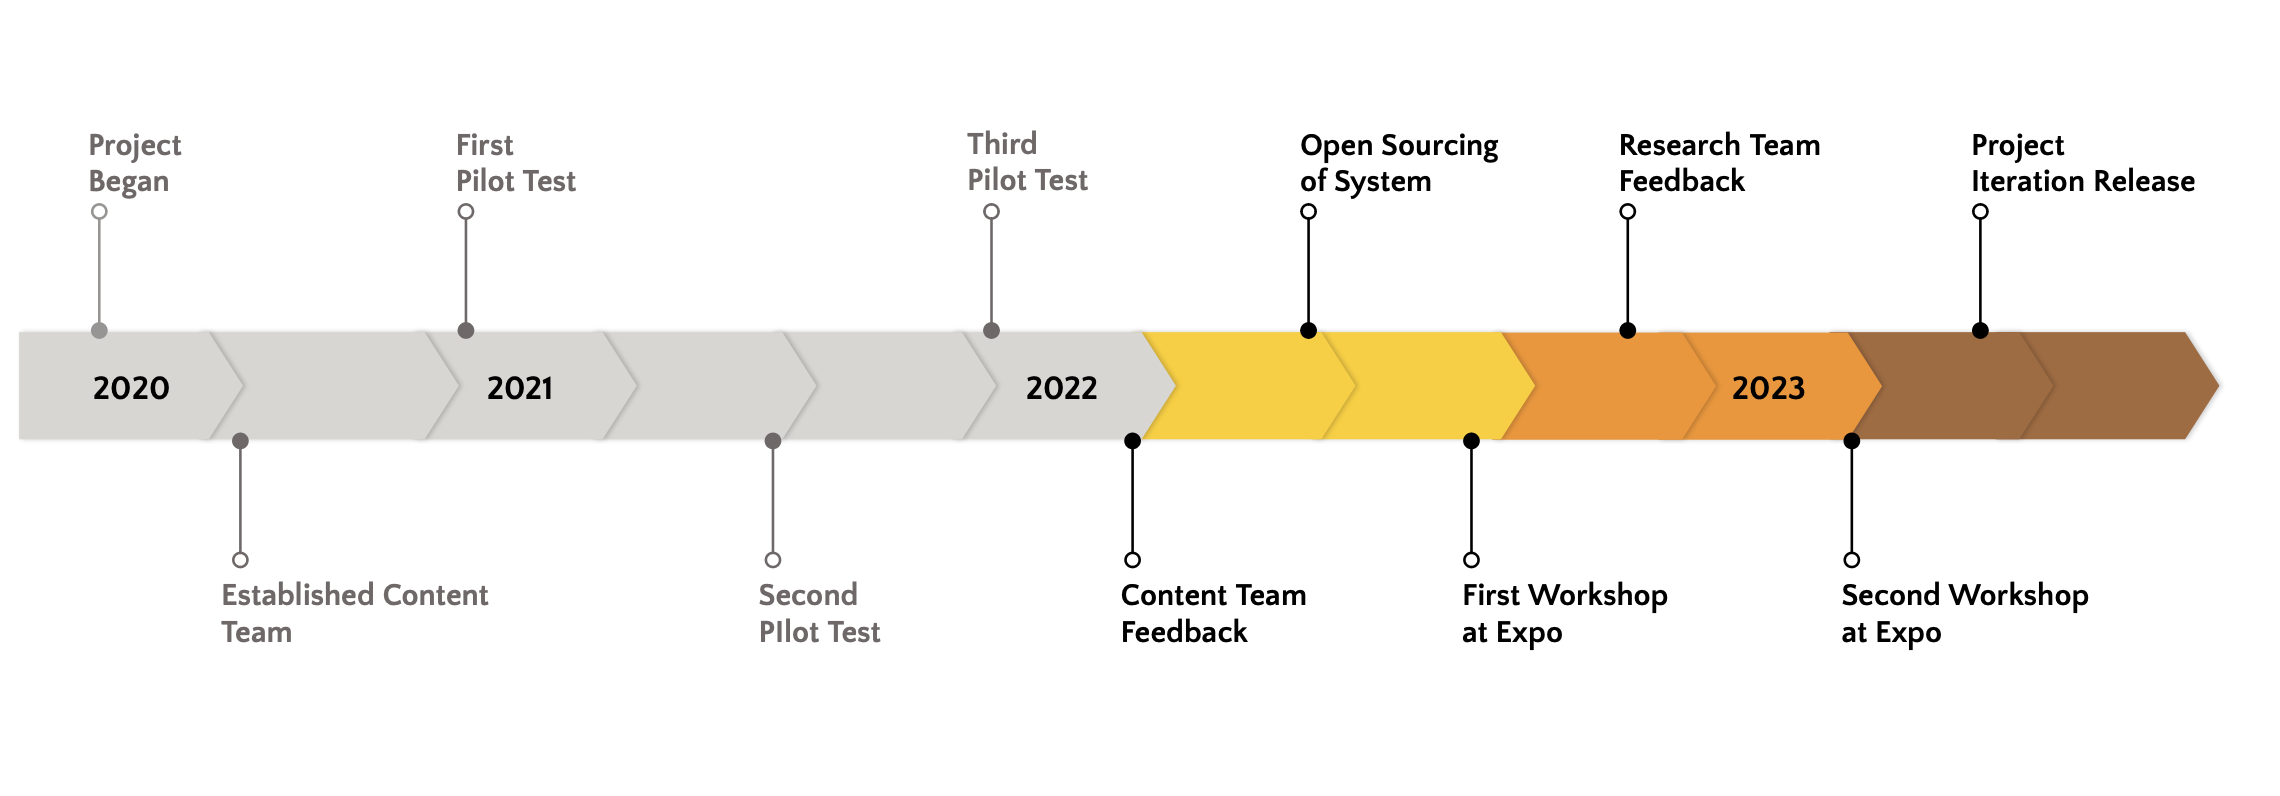 Project
Began
First
Pilot Test
Third
Pilot Test
Open Sourcing
of System
Research Team
Feedback
Project
Iteration Release
2020
2021
2022
2023
Established Content
Team
Second
PIlot Test
Content Team
Feedback
First Workshop
at Expo
Second Workshop
at Expo